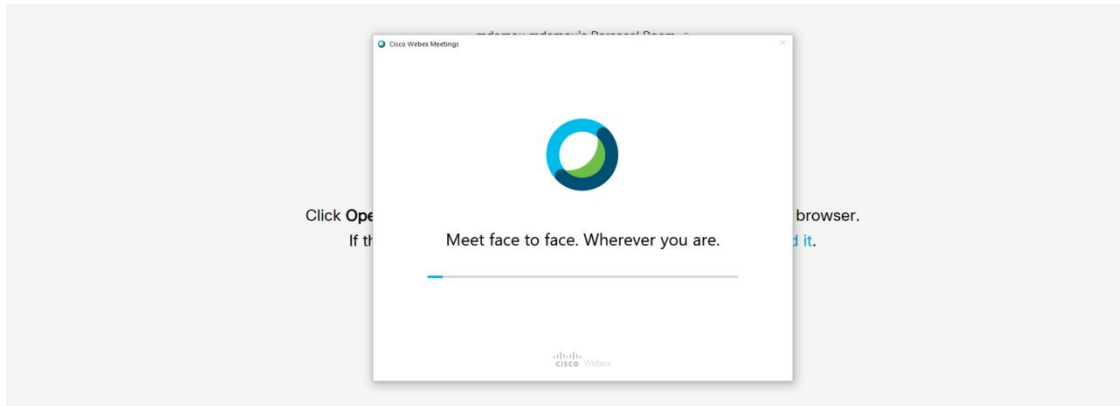 Cisco Webex Meetings
Click Ope
browser.
If th
Meet face to face. Wherever you are.
d it.
CISCO Webex